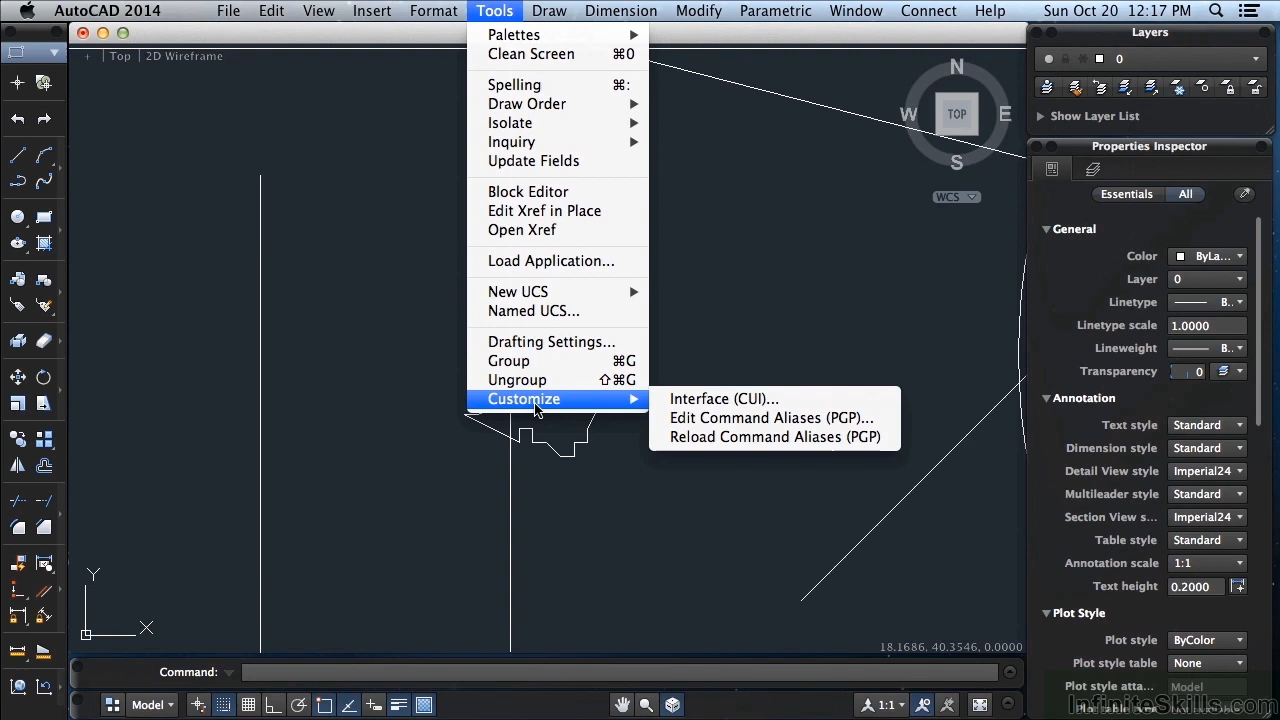 AutoCAD 2014 File Edit View Insert Format Tools Draw Dimension Modify Parametric Window Connect Help Sun Oct 20 12:17 PM
+ Top 2D Wireframe
Palettes
Clean Screen ⌘0
Spelling ⌘:
Draw Order
Isolate
Inquiry
Update Fields
Block Editor
Edit Xref in Place
Open Xref
Load Application...
New UCS
Named UCS...
Drafting Settings...
Group ⌘G
Ungroup ⇧⌘G
Customize
Interface (CUI)...
Edit Command Aliases (PGP)...
Reload Command Aliases (PGP)
N
W TOP E
S
WCS
Layers
0
Show Layer List
Properties Inspector
Essentials All
General
Color ByLa...
Layer 0
Linetype B...
Linetype scale 1.0000
Lineweight B...
Transparency 0
Annotation
Text style Standard
Dimension style Standard
Detail View style Imperial24
Multileader style Standard
Section View s... Imperial24
Table style Standard
Annotation scale 1:1
Text height 0.2000
Plot Style
Plot style ByColor
Plot style table None
Plot style atta... Model
Plot table type Not available
Y
X
18.1686, 40.3546, 0.0000
Command:
Model
1:1
InfiniteSkills.com